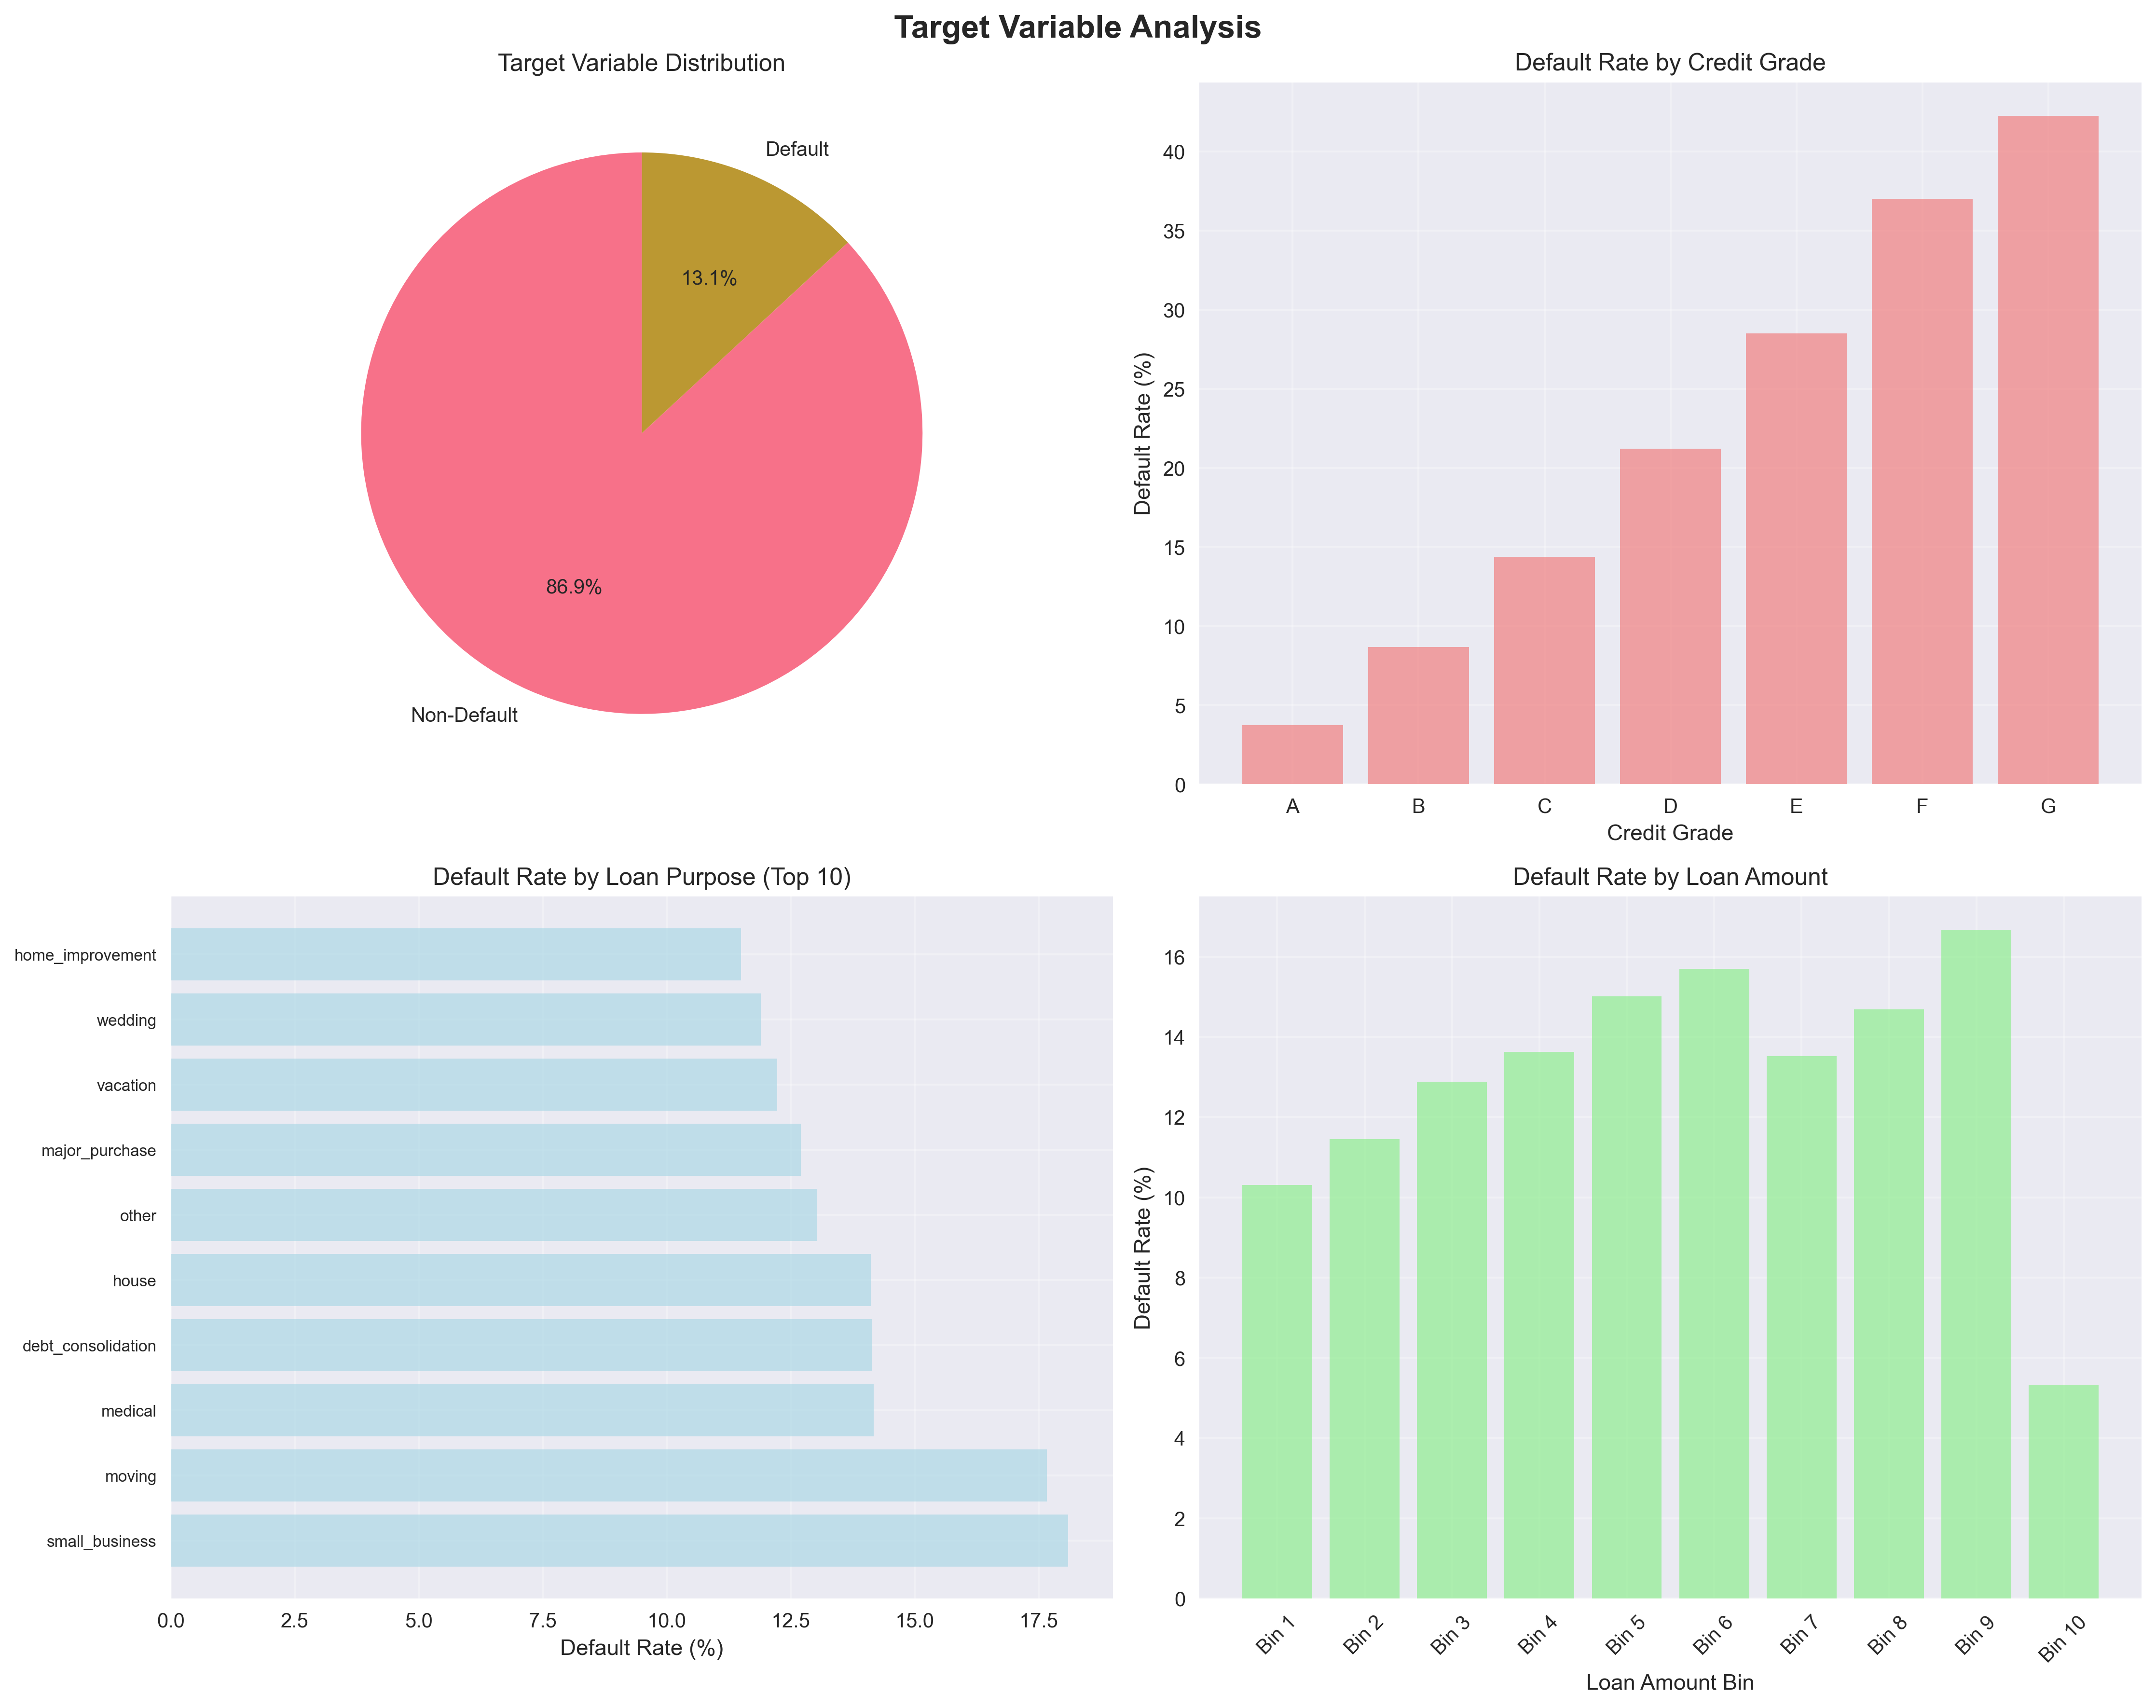 Target Variable Analysis
Target Variable Distribution
Default
13.1%
86.9%
Non-Default
Default Rate by Credit Grade
Default Rate (%)
40
35
30
25
20
15
10
5
0
A B C D E F G
Credit Grade
Default Rate by Loan Purpose (Top 10)
home_improvement
wedding
vacation
major_purchase
other
house
debt_consolidation
medical
moving
small_business
0.0 2.5 5.0 7.5 10.0 12.5 15.0 17.5
Default Rate (%)
Default Rate by Loan Amount
Default Rate (%)
16
14
12
10
8
6
4
2
0
Bin 1 Bin 2 Bin 3 Bin 4 Bin 5 Bin 6 Bin 7 Bin 8 Bin 9 Bin 10
Loan Amount Bin